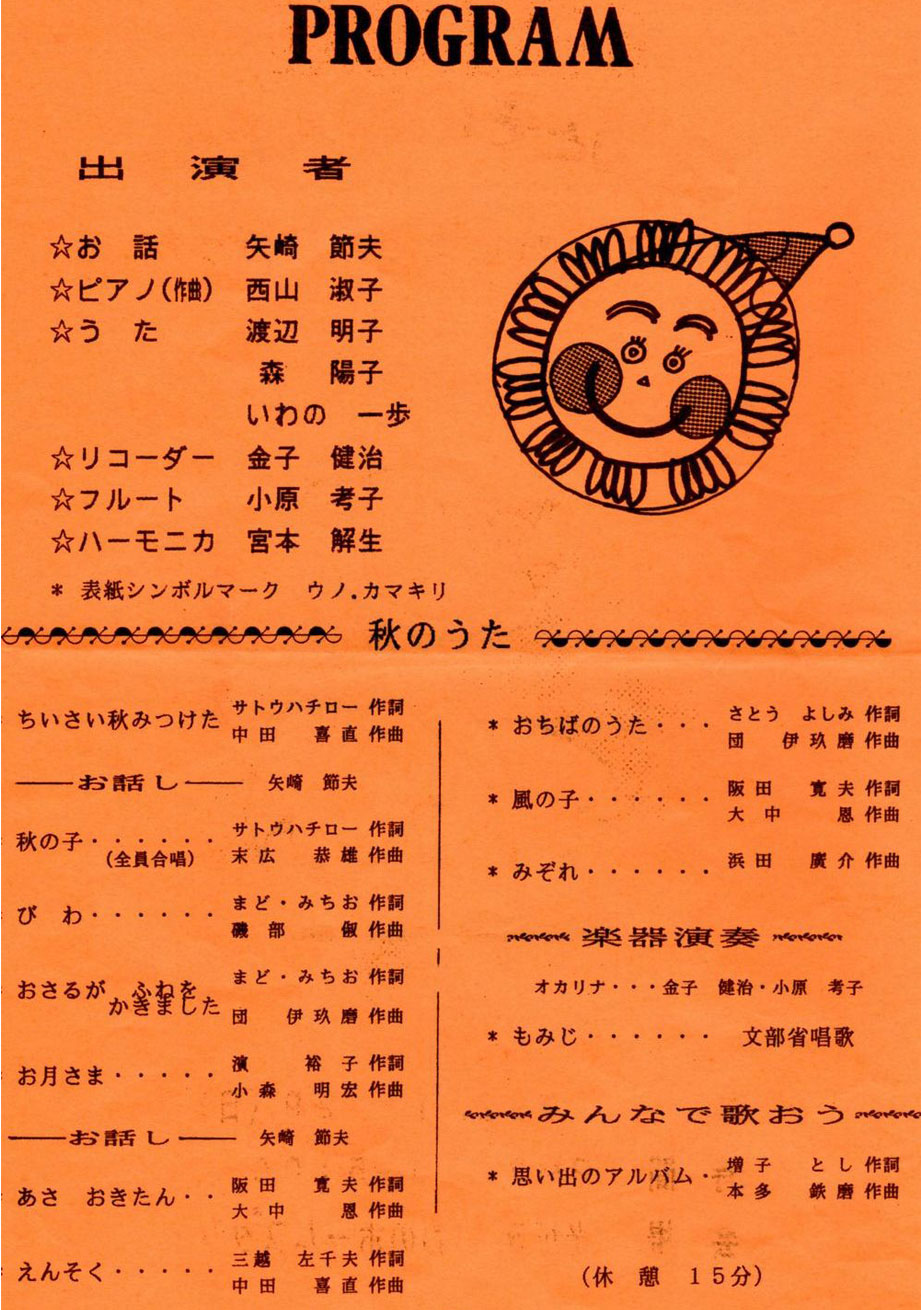 PROGRAM
出演者
☆お 話 矢崎 節夫
☆ピアノ(作曲) 西山 淑子
☆う た 渡辺 明子
森 陽子
いわの 一歩
☆リコーダー 金子 健治
☆フルート 小原 考子
☆ハーモニカ 宮本 解生
* 表紙シンボルマーク ウノ.カマキリ
秋のうた
ちいさい秋みつけた サトウハチロー 作詞
中田 喜直 作曲
――お話し―― 矢崎 節夫
秋の子・・・・・・ サトウハチロー 作詞
(全員合唱) 末広 恭雄 作曲
び わ・・・・・・ まど・みちお 作詞
磯部 俶 作曲
おさるが ふねを まど・みちお 作詞
かきました 団 伊玖磨 作曲
お月さま・・・・・ 濱 裕子 作詞
小森 明宏 作曲
――お話し―― 矢崎 節夫
あさ おきたん・・ 阪田 寛夫 作詞
大中 恩 作曲
えんそく・・・・・ 三越 左千夫 作詞
中田 喜直 作曲
* おちばのうた・・・ さとう よしみ 作詞
団 伊玖磨 作曲
* 風の子・・・・・・ 阪田 寛夫 作詞
大中 恩 作曲
* みぞれ・・・・・・ 浜田 廣介 作曲
楽器演奏
オカリナ・・・金子 健治・小原 考子
* もみじ・・・・・・ 文部省唱歌
みんなで歌おう
* 思い出のアルバム・ 増子 とし 作詞
本多 鉄磨 作曲
(休 憩 15分)